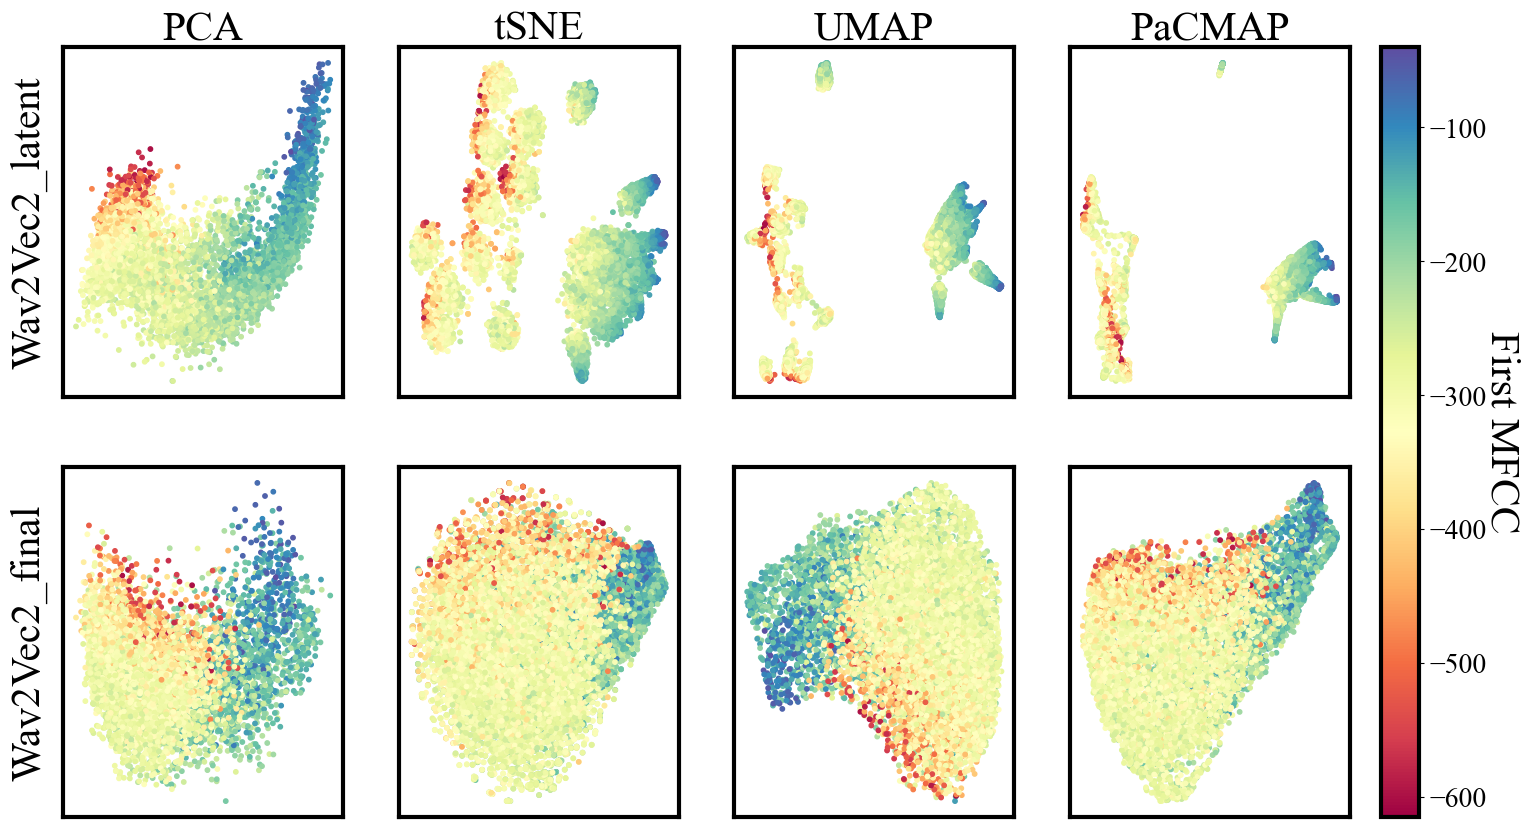 PCA
tSNE
UMAP
PaCMAP
Wav2Vec2_latent
Wav2Vec2_final
−100
−200
−300
−400
−500
−600
First MFCC